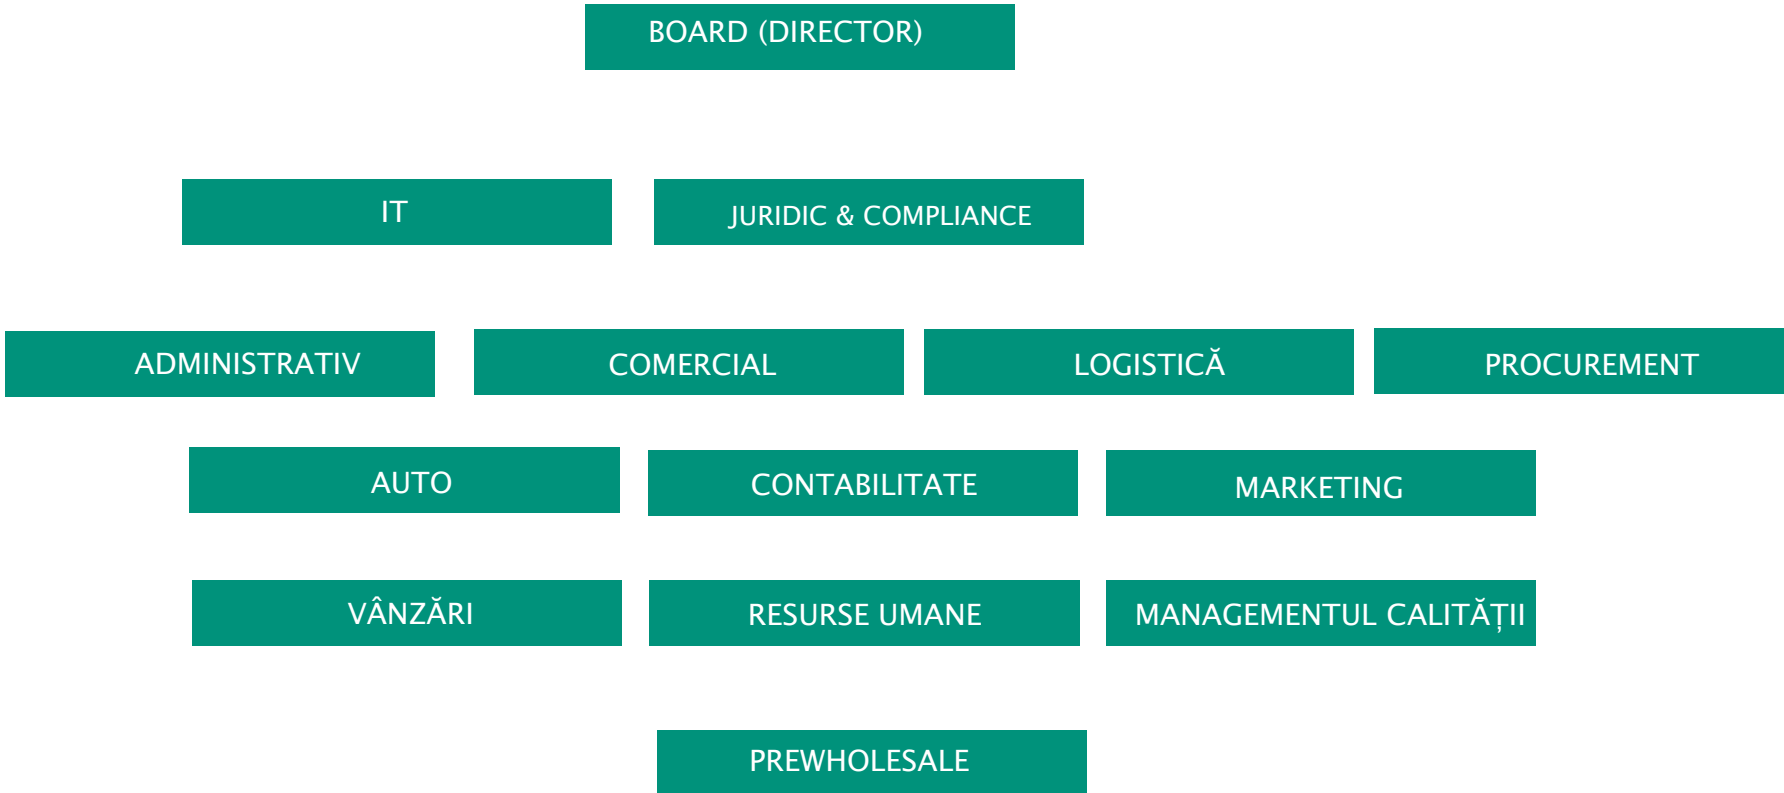 BOARD (DIRECTOR)
IT
JURIDIC & COMPLIANCE
ADMINISTRATIV
COMERCIAL
LOGISTICĂ
PROCUREMENT
AUTO
CONTABILITATE
MARKETING
VÂNZĂRI
RESURSE UMANE
MANAGEMENTUL CALITĂȚII
PREWHOLESALE